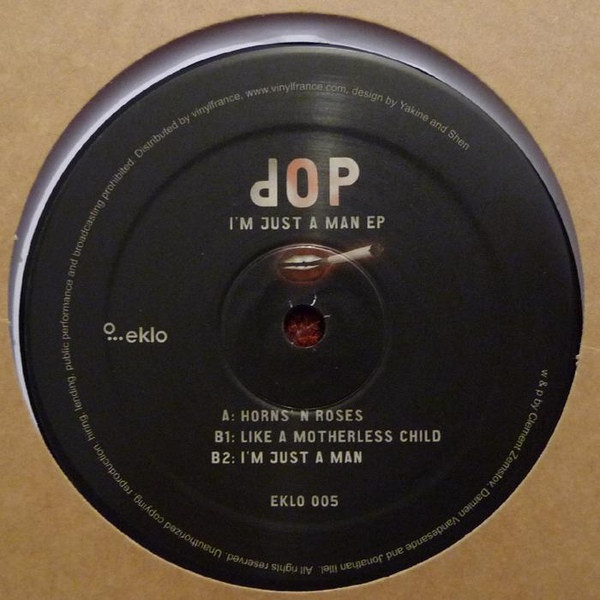 dOP
I'M JUST A MAN EP
eklo
A: HORNS' N ROSES
B1: LIKE A MOTHERLESS CHILD
B2: I'M JUST A MAN
EKLO 005
w & p by Clement Zemstov, Damien Vandesande and Jonathan Illel. All rights reserved. Unauthorized copying, reproduction, hiring, lending, public performance and broadcasting prohibited. Distributed by vinylfrance, www.vinylfrance.com, design by Yakine and Shen